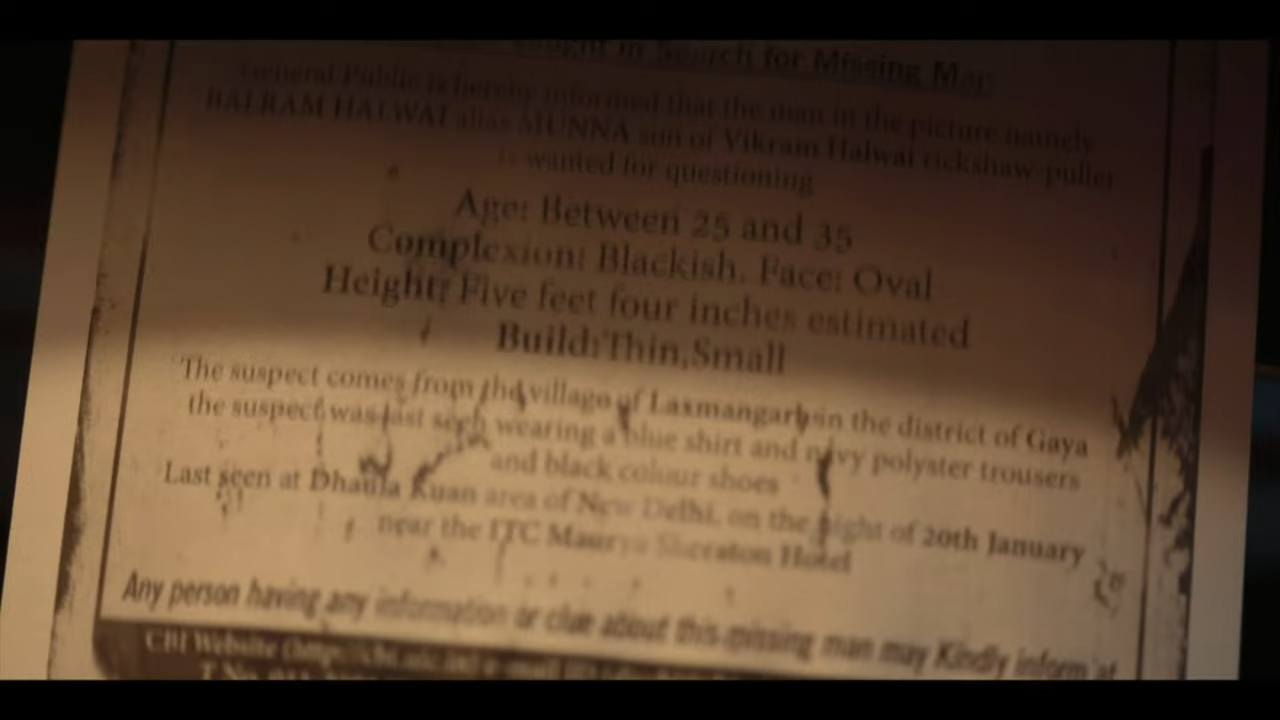 Sought in Search for Missing Man
General Public is hereby informed that the man in the picture namely
BALRAM HALWAI alias MUNNA son of Vikram Halwai rickshaw-puller
is wanted for questioning
Age: Between 25 and 35
Complexion: Blackish. Face: Oval
Height: Five feet four inches estimated
Build:Thin,Small
The suspect comes from the village of Laxmangarh in the district of Gaya
the suspect was last seen wearing a blue shirt and navy polyster trousers
and black colour shoes
Last seen at Dhaula Kuan area of New Delhi, on the night of 20th January
near the ITC Maurya Sheraton Hotel
Any person having any information or clue about this missing man may Kindly inform at
CBI Website